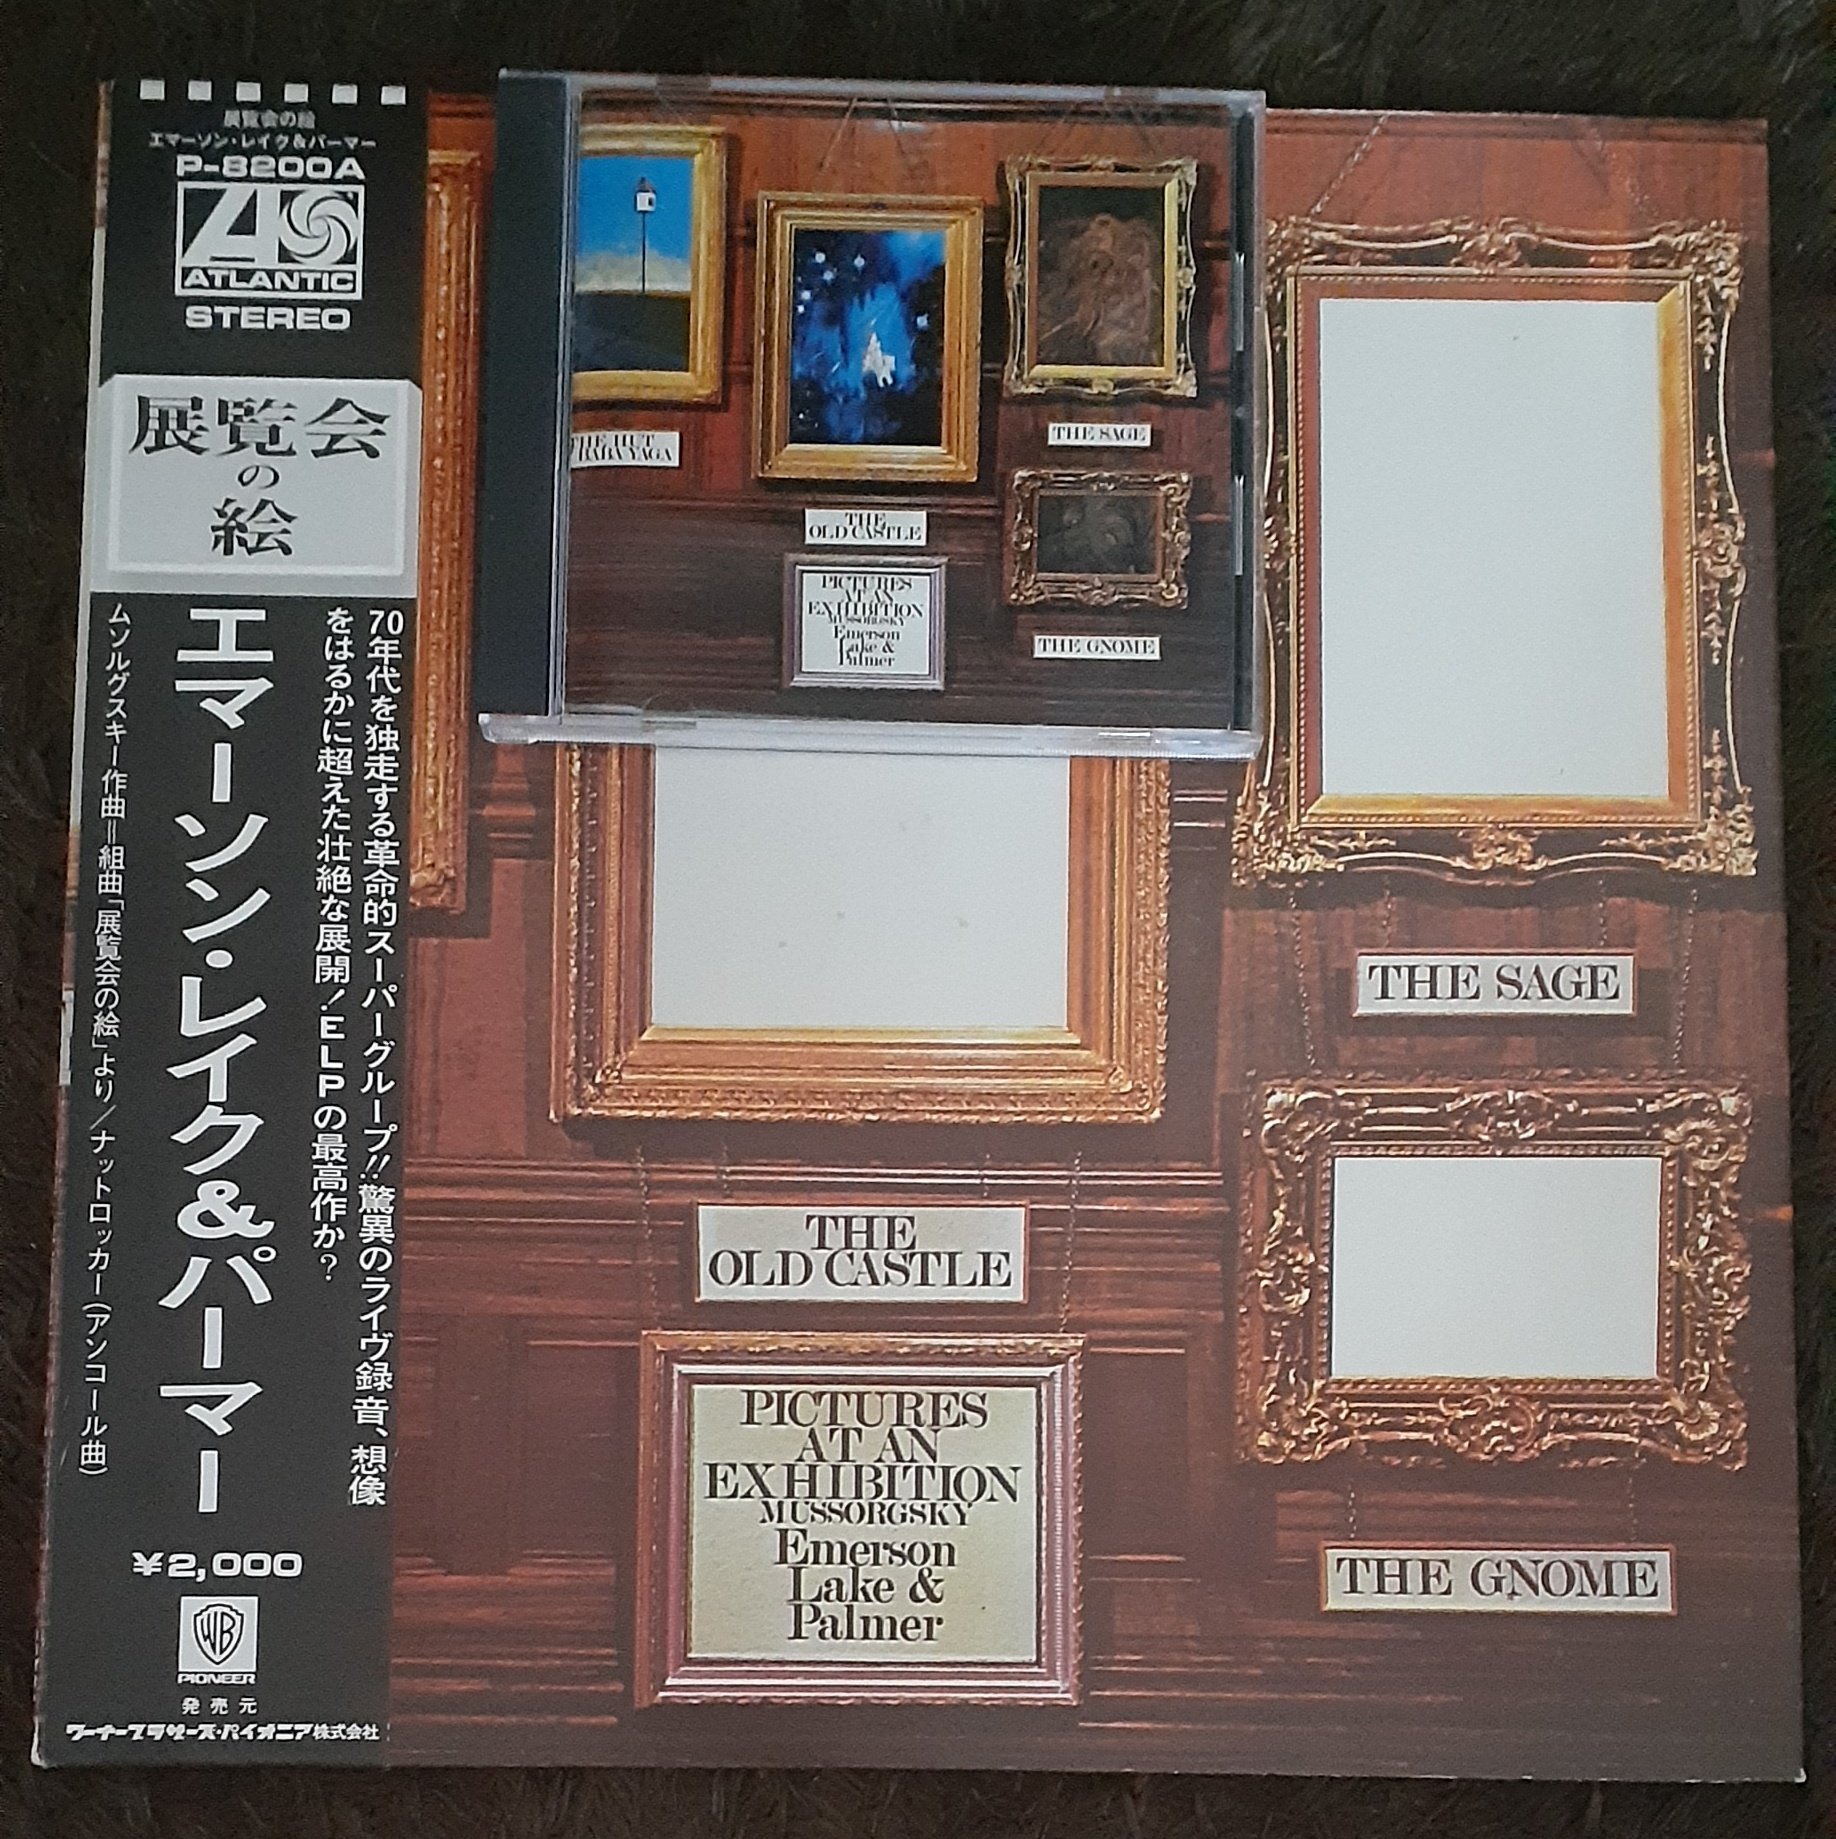 展覧会の絵
エマーソン・レイク&パーマー
P-8200A
ATLANTIC
STEREO
展覧会
の
絵
70年代を独走する革命的スーパーグループ!!驚異のライヴ録音、想像
をはるかに超えた壮絶な展開!ELPの最高作か?
エマーソン・レイク&パーマー
ムソルグスキー作曲=組曲「展覧会の絵」より/ナットロッカー(アンコール曲)
¥2,000
WB
PIONEER
発売元
ワーナーブラザーズ・パイオニア株式会社
THE HUT
BABA YAGA
THE
OLD CASTLE
PICTURES
AT AN
EXHIBITION
MUSSORGSKY
Emerson
Lake &
Palmer
THE SAGE
THE GNOME
THE SAGE
THE
OLD CASTLE
PICTURES
AT AN
EXHIBITION
MUSSORGSKY
Emerson
Lake &
Palmer
THE GNOME